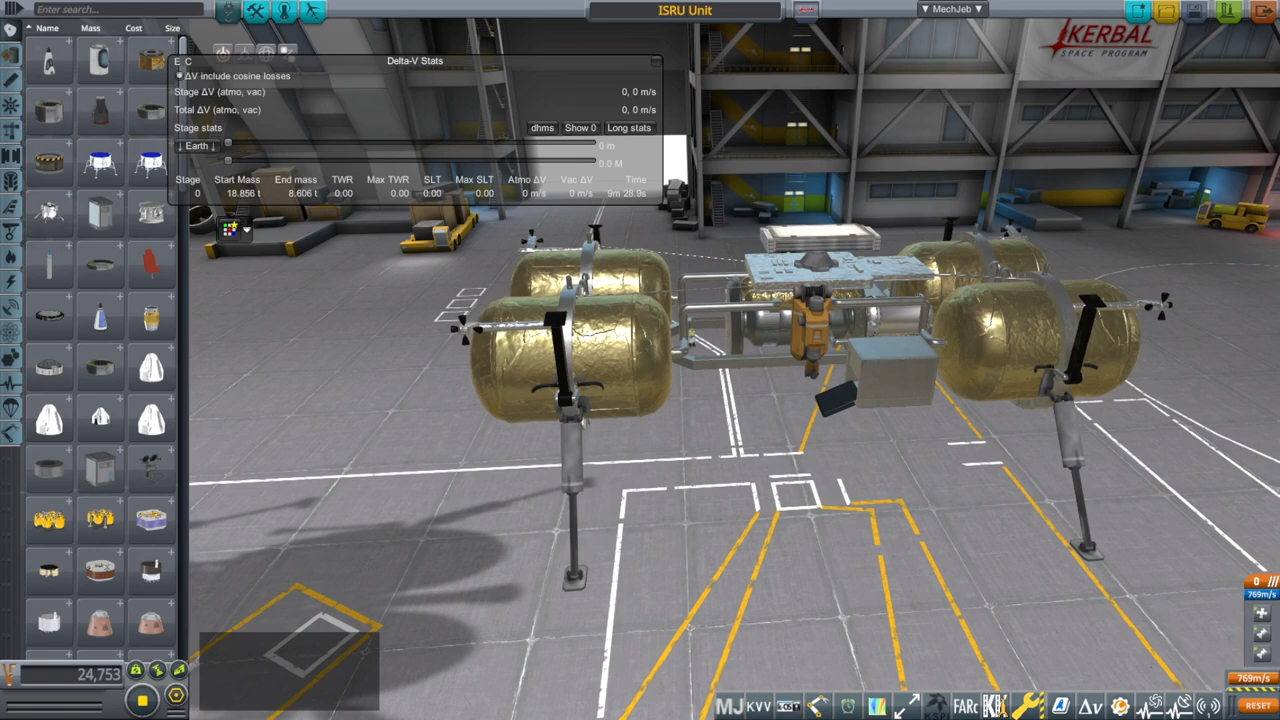 Enter search...
ISRU Unit
▼ MechJeb ▼
Name Mass Cost Size
KERBAL
SPACE PROGRAM
E C
Delta-V Stats
ΔV include cosine losses
Stage ΔV (atmo, vac) 0, 0 m/s
Total ΔV (atmo, vac) 0, 0 m/s
Stage stats dhms Show 0 Long stats
↓ Earth ↓ 0 m
0.0 M
Stage Start Mass End mass TWR Max TWR SLT Max SLT Atmo ΔV Vac ΔV Time
0 18.856 t 8.606 t 0.00 0.00 0.00 0.00 0 m/s 0 m/s 9m 28.9s
0
769m/s
24,753
769m/s
MJ KVV COST KSPI FARc Δv RESET